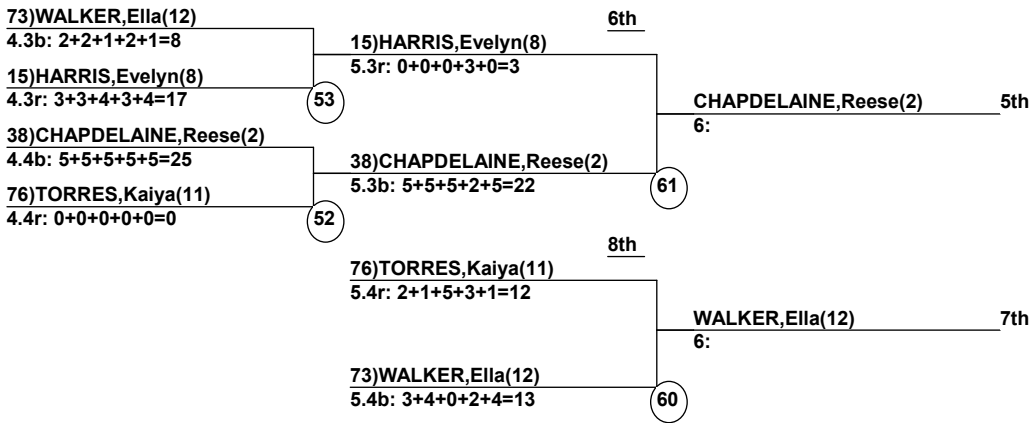 73)WALKER,Ella(12)
4.3b: 2+2+1+2+1=8
15)HARRIS,Evelyn(8)
4.3r: 3+3+4+3+4=17
53
38)CHAPDELAINE,Reese(2)
4.4b: 5+5+5+5+5=25
76)TORRES,Kaiya(11)
4.4r: 0+0+0+0+0=0
52
6th
15)HARRIS,Evelyn(8)
5.3r: 0+0+0+3+0=3
38)CHAPDELAINE,Reese(2)
5.3b: 5+5+5+2+5=22
61
CHAPDELAINE,Reese(2)
5th
6:
8th
76)TORRES,Kaiya(11)
5.4r: 2+1+5+3+1=12
73)WALKER,Ella(12)
5.4b: 3+4+0+2+4=13
60
WALKER,Ella(12)
7th
6: